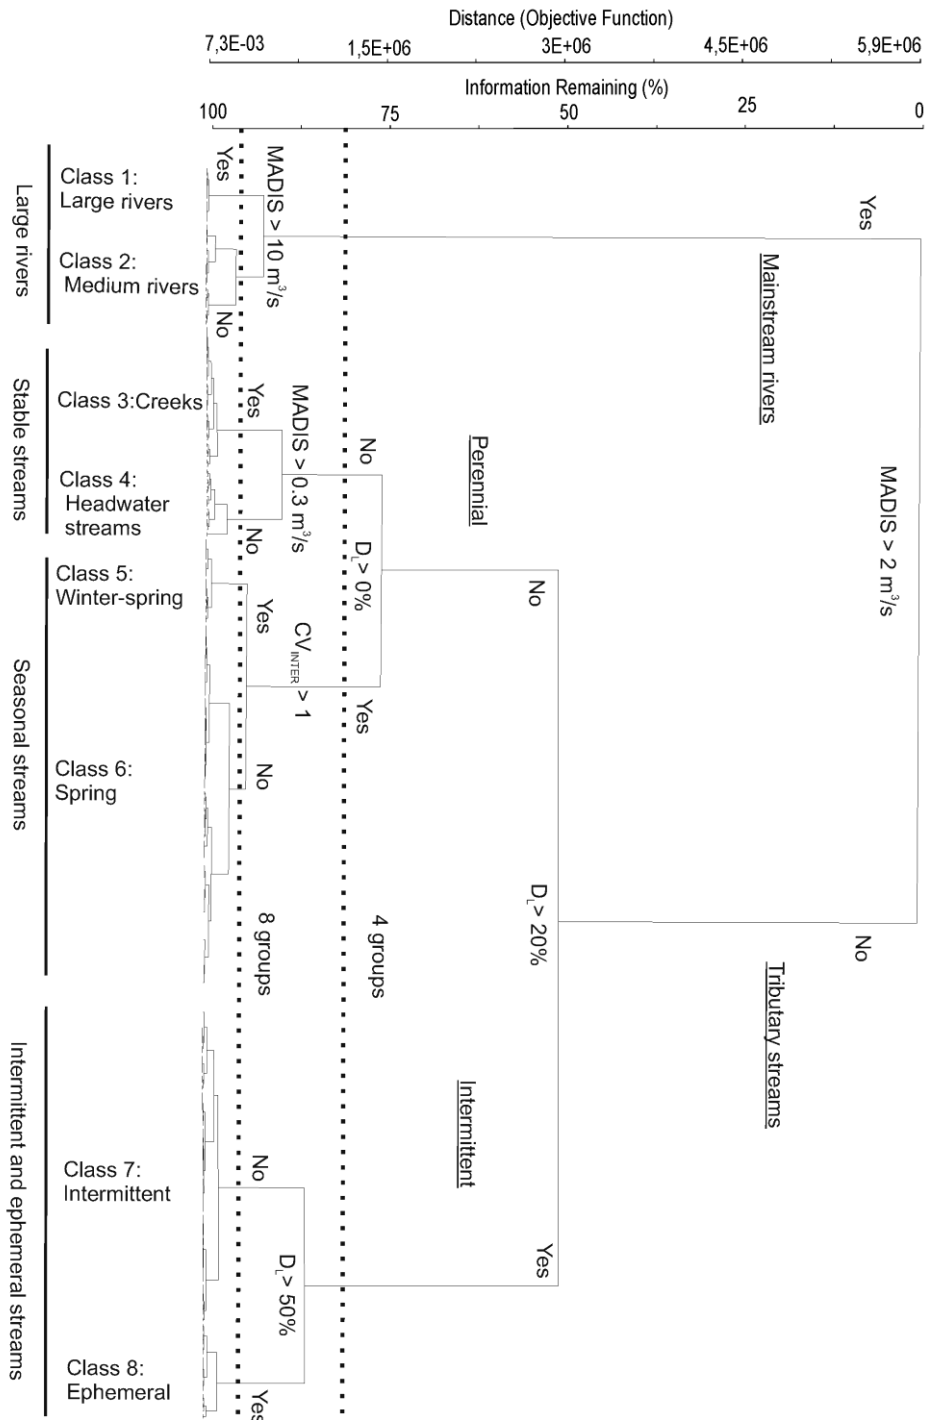 Distance (Objective Function)
7,3E-03 1,5E+06 3E+06 4,5E+06 5,9E+06
Information Remaining (%)
100 75 50 25 0
Large rivers
Class 1:
Large rivers
Yes
MADIS > 10 m³/s
Yes
Class 2:
Medium rivers
No
Mainstream rivers
Stable streams
Class 3:Creeks
Yes
MADIS > 0.3 m³/s
No
Perennial
MADIS > 2 m³/s
Class 4:
Headwater
streams
No
D_L > 0%
No
Seasonal streams
Class 5:
Winter-spring
Yes
CV_INTER > 1
Yes
Class 6:
Spring
No
D_L > 20%
8 groups
4 groups
No
Tributary streams
Intermittent and ephemeral streams
Class 7:
Intermittent
No
Intermittent
D_L > 50%
Yes
Class 8:
Ephemeral
Yes